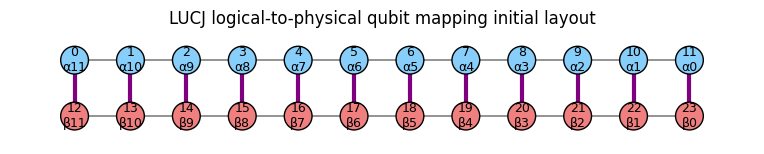 LUCJ logical-to-physical qubit mapping initial layout
0 1 2 3 4 5 6 7 8 9 10 11
α11 α10 α9 α8 α7 α6 α5 α4 α3 α2 α1 α0
12 13 14 15 16 17 18 19 20 21 22 23
β11 β10 β9 β8 β7 β6 β5 β4 β3 β2 β1 β0